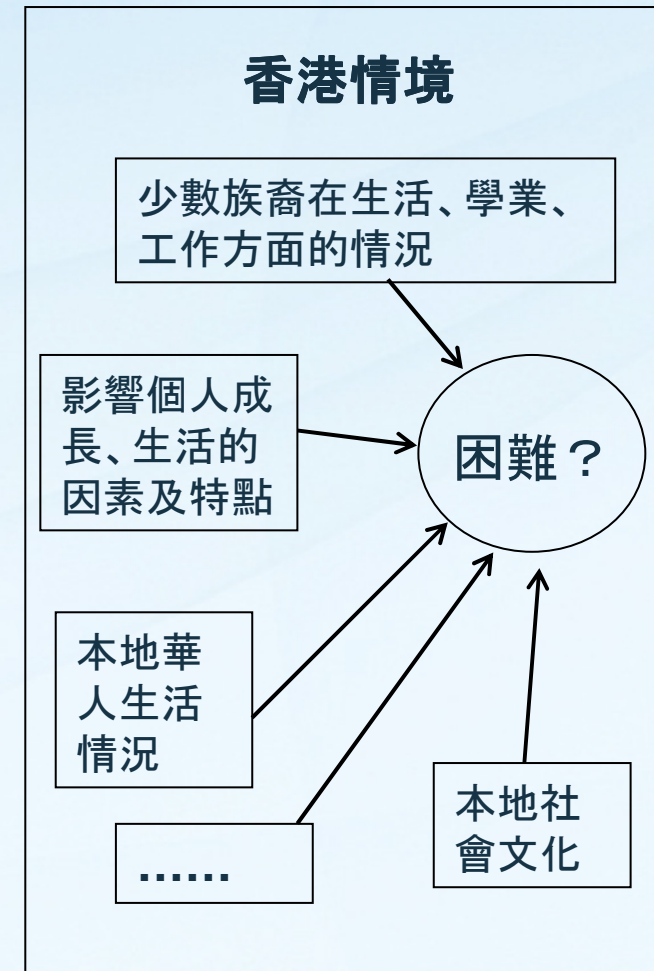 香港情境
少數族裔在生活、學業、
工作方面的情況
影響個人成
長、生活的
因素及特點
困難？
本地華
人生活
情況
本地社
會文化
......